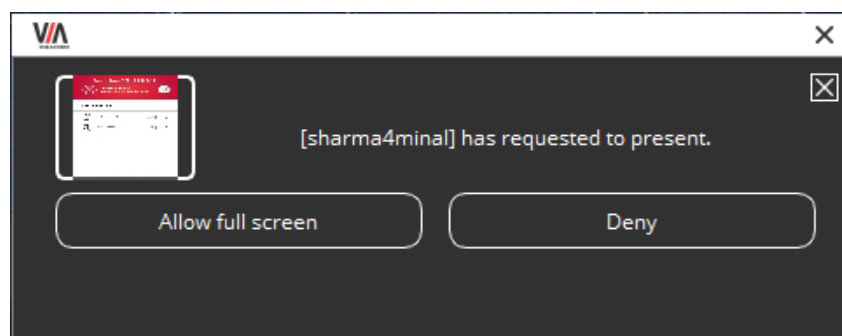 VIA
[sharma4minal] has requested to present.
Allow full screen
Deny